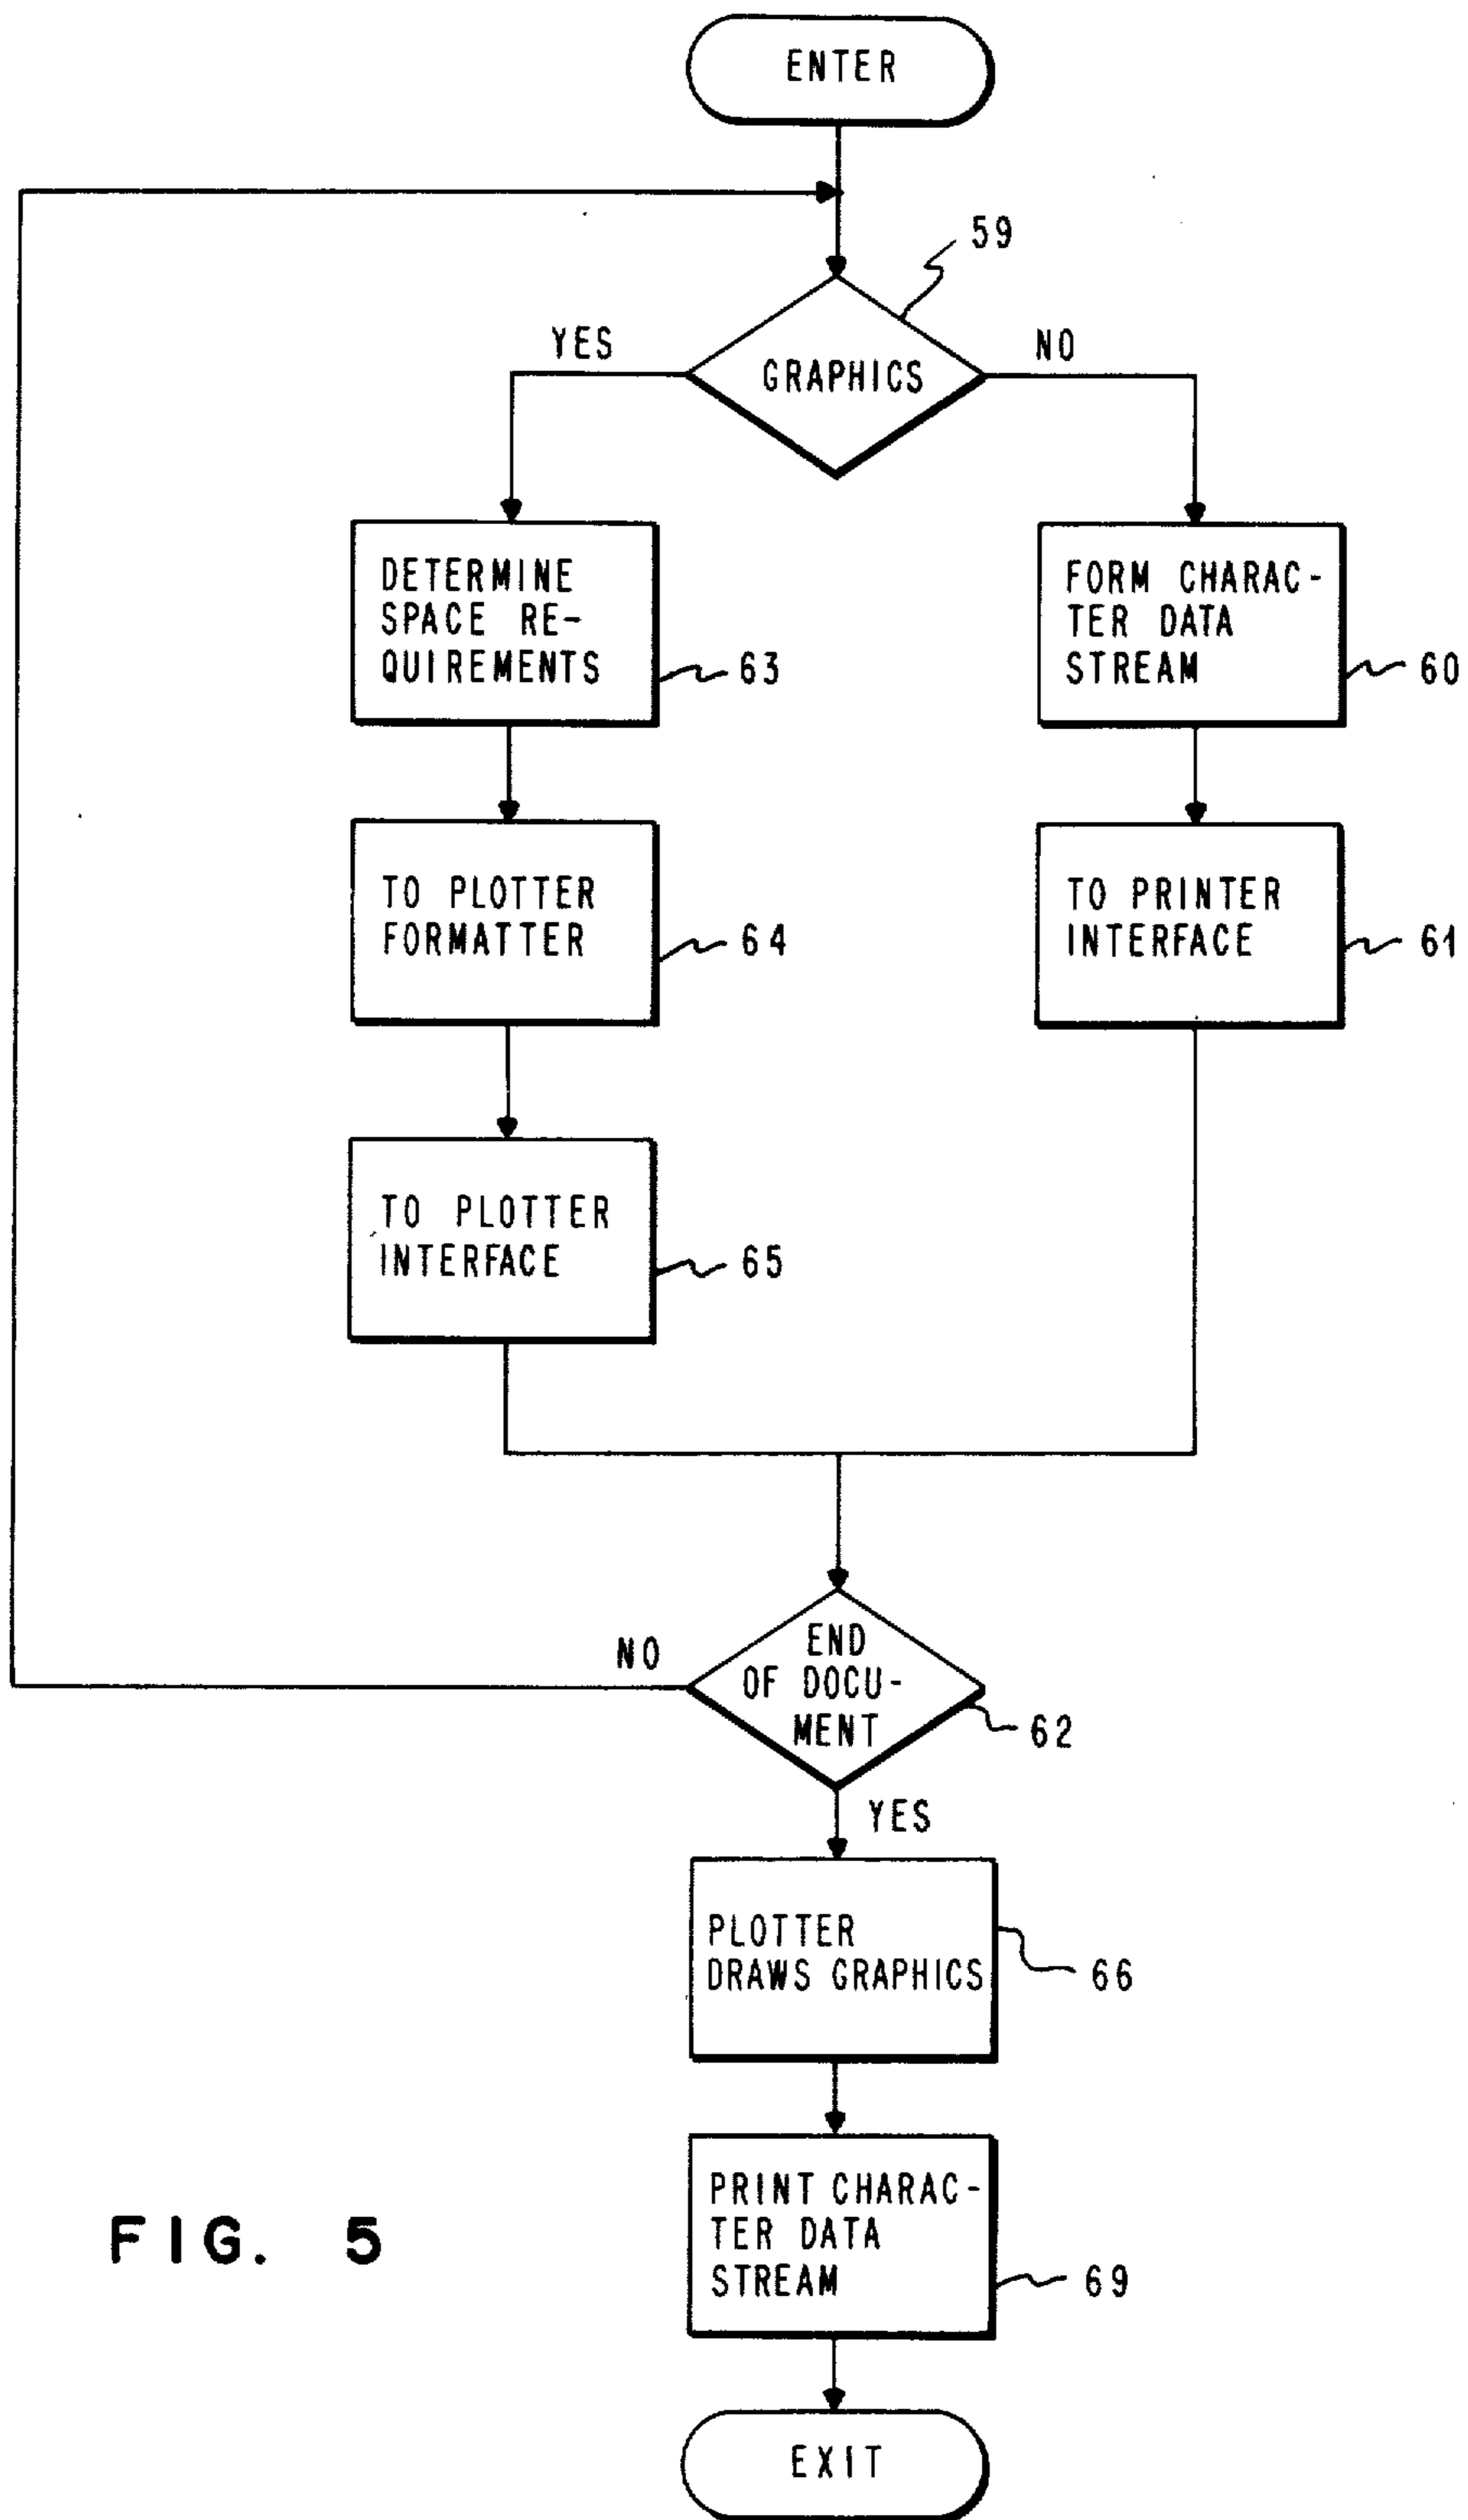 ENTER
59
YES
NO
GRAPHICS
DETERMINE
SPACE RE-
QUIREMENTS
63
FORM CHARAC-
TER DATA
STREAM
60
TO PLOTTER
FORMATTER
64
TO PRINTER
INTERFACE
61
TO PLOTTER
INTERFACE
65
NO
END
OF DOCU-
MENT
62
YES
PLOTTER
DRAWS GRAPHICS
66
PRINT CHARAC-
TER DATA
STREAM
69
FIG. 5
EXIT